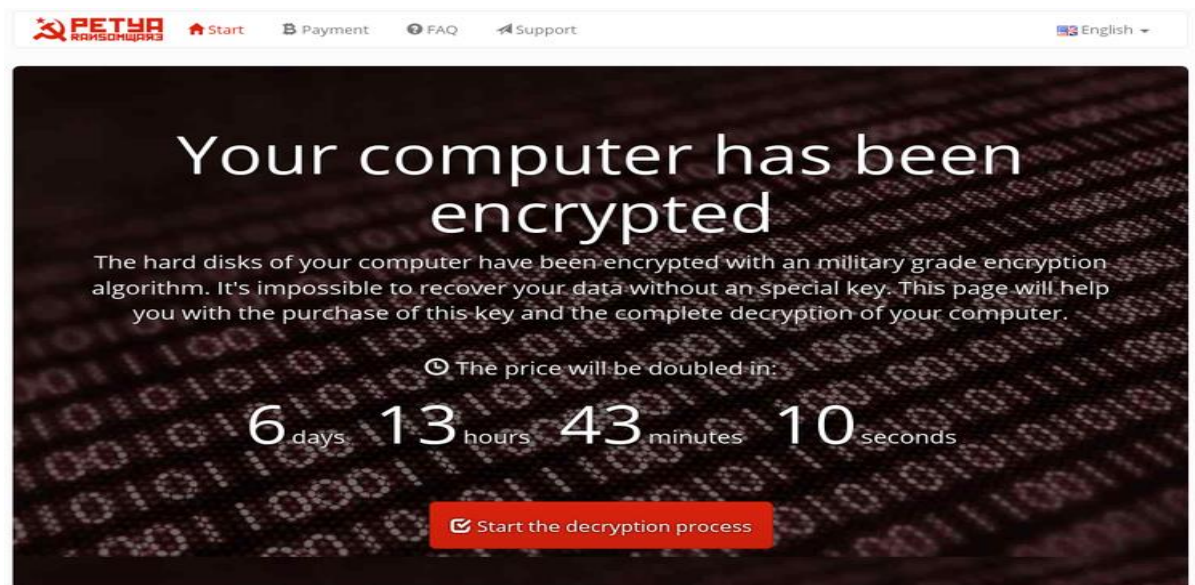 PETYA
RANSOMWAR3
Start
Payment
FAQ
Support
English
Your computer has been
encrypted
The hard disks of your computer have been encrypted with an military grade encryption
algorithm. It's impossible to recover your data without an special key. This page will help
you with the purchase of this key and the complete decryption of your computer.
The price will be doubled in:
6 days 13 hours 43 minutes 10 seconds
Start the decryption process